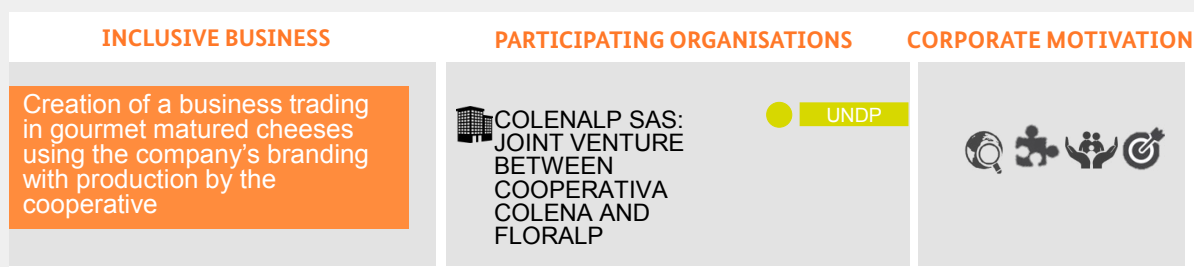 INCLUSIVE BUSINESS
PARTICIPATING ORGANISATIONS
CORPORATE MOTIVATION
Creation of a business trading
in gourmet matured cheeses
using the company's branding
with production by the
cooperative
COLENALP SAS:
JOINT VENTURE
BETWEEN
COOPERATIVA
COLENA AND
FLORALP
UNDP